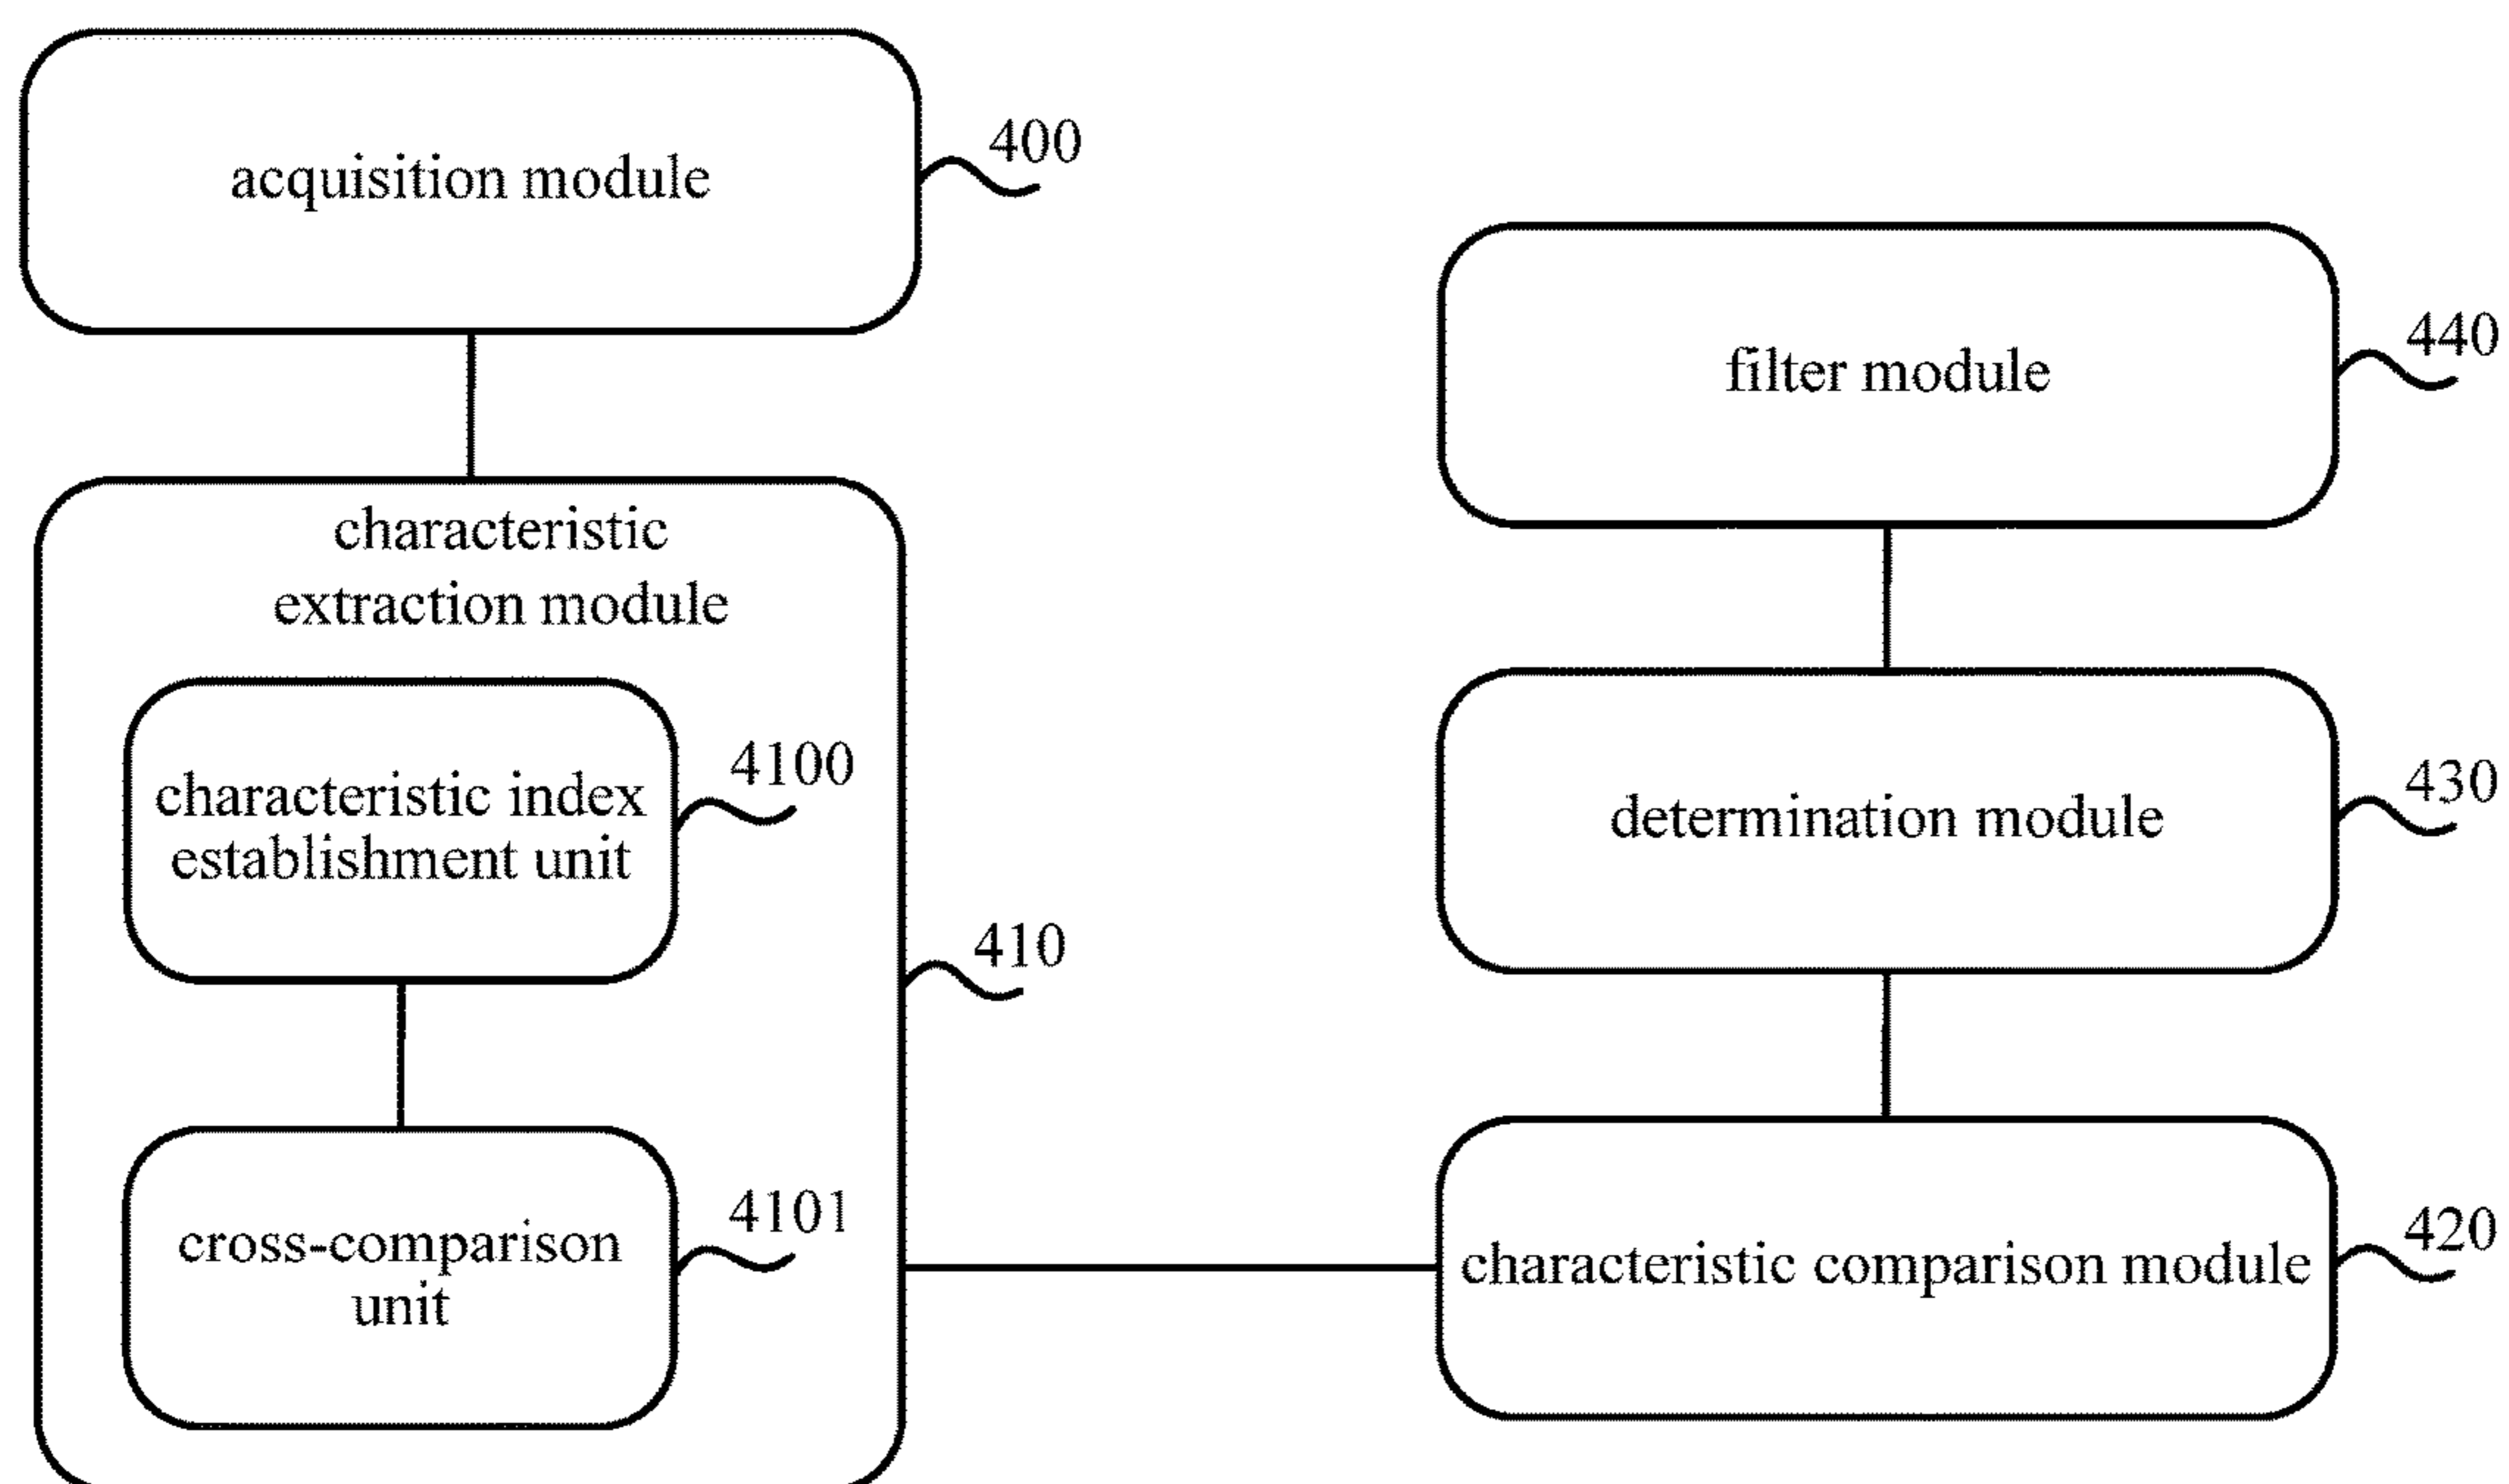 acquisition module
400
characteristic
extraction module
characteristic index
establishment unit
4100
410
cross-comparison
unit
4101
filter module
440
determination module
430
characteristic comparison module
420